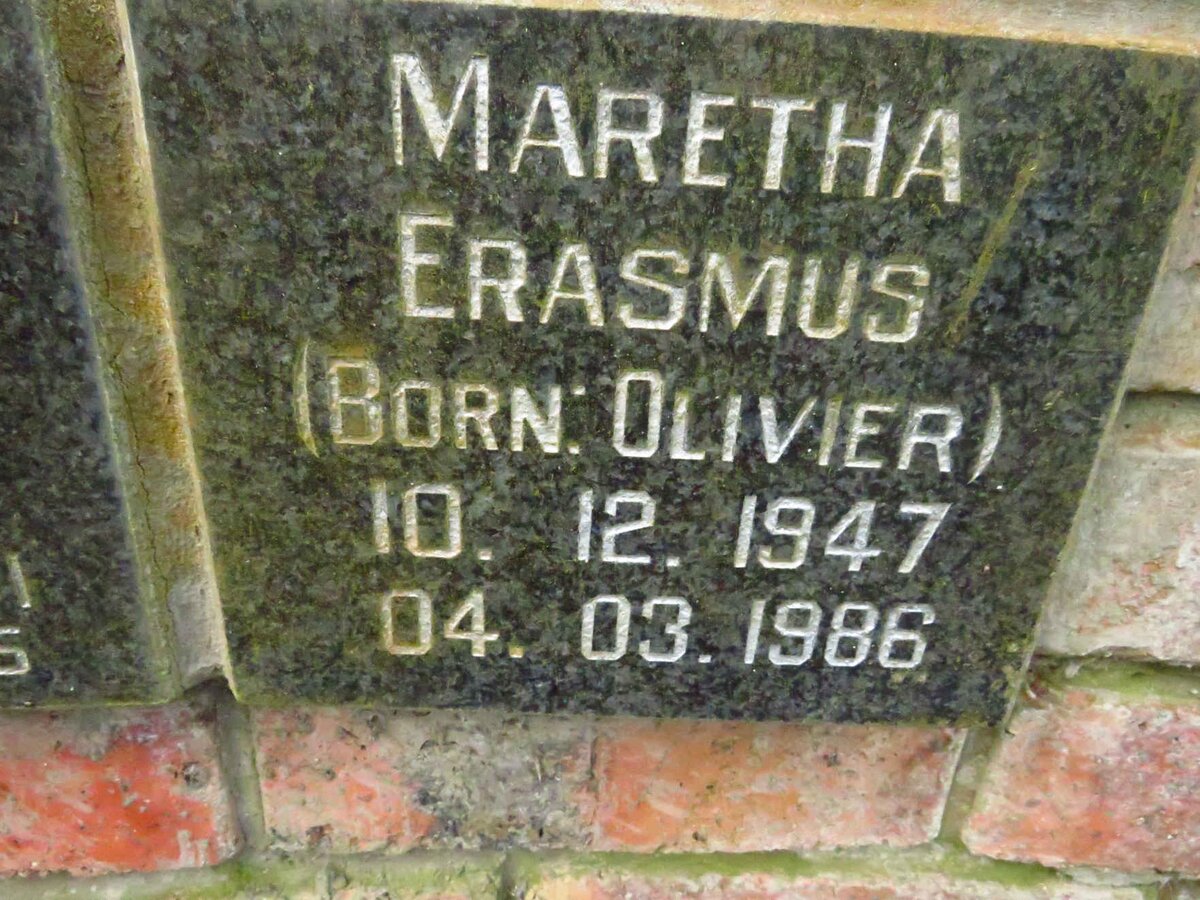 MARETHA
ERASMUS
(BORN: OLIVIER)
10. 12. 1947
04. 03. 1986